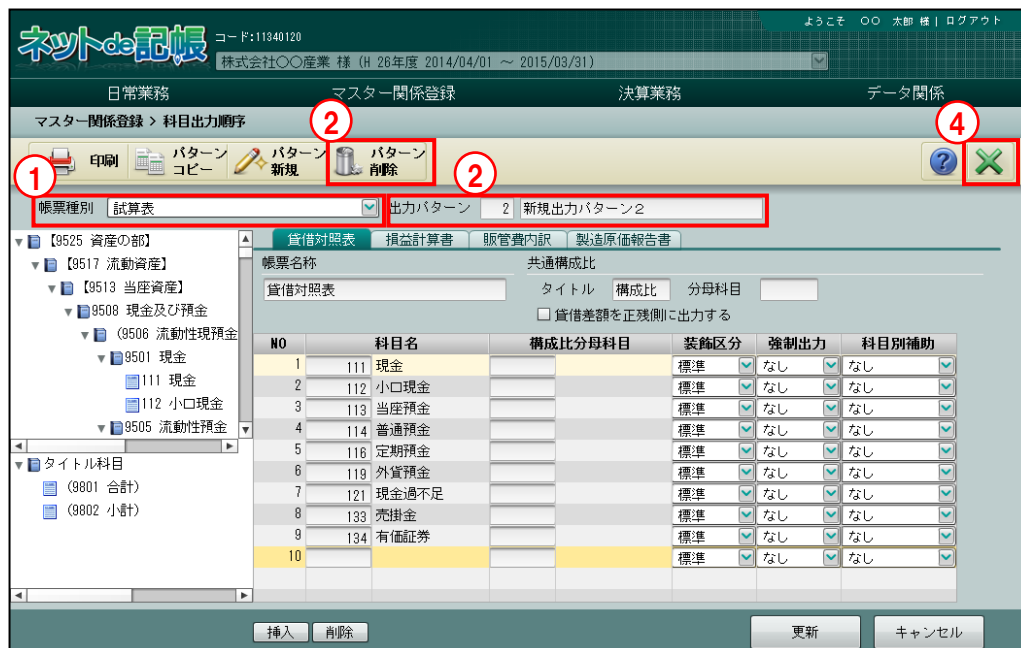 ようこそ 〇〇 太郎 様 | ログアウト
ネットde記帳 コード:11340120
株式会社〇〇産業 様 (H 26年度 2014/04/01 ～ 2015/03/31)
日常業務 マスター関係登録 決算業務 データ関係
マスター関係登録 > 科目出力順序
② ④
印刷 パターンコピー パターン新規 パターン削除 ?
① ②
帳票種別 試算表 出力パターン 2 新規出力パターン2
【9525 資産の部】
【9517 流動資産】
【9513 当座資産】
9508 現金及び預金
(9506 流動性現預金
9501 現金
111 現金
112 小口現金
9505 流動性預金
タイトル科目
(9801 合計)
(9802 小計)
貸借対照表 損益計算書 販管費内訳 製造原価報告書
帳票名称 共通構成比
貸借対照表 タイトル 構成比 分母科目
貸借差額を正残側に出力する
NO 科目名 構成比分母科目 装飾区分 強制出力 科目別補助
1 111 現金 標準 なし なし
2 112 小口現金 標準 なし なし
3 113 当座預金 標準 なし なし
4 114 普通預金 標準 なし なし
5 116 定期預金 標準 なし なし
6 119 外貨預金 標準 なし なし
7 121 現金過不足 標準 なし なし
8 133 売掛金 標準 なし なし
9 134 有価証券 標準 なし なし
10 標準 なし なし
挿入 削除 更新 キャンセル